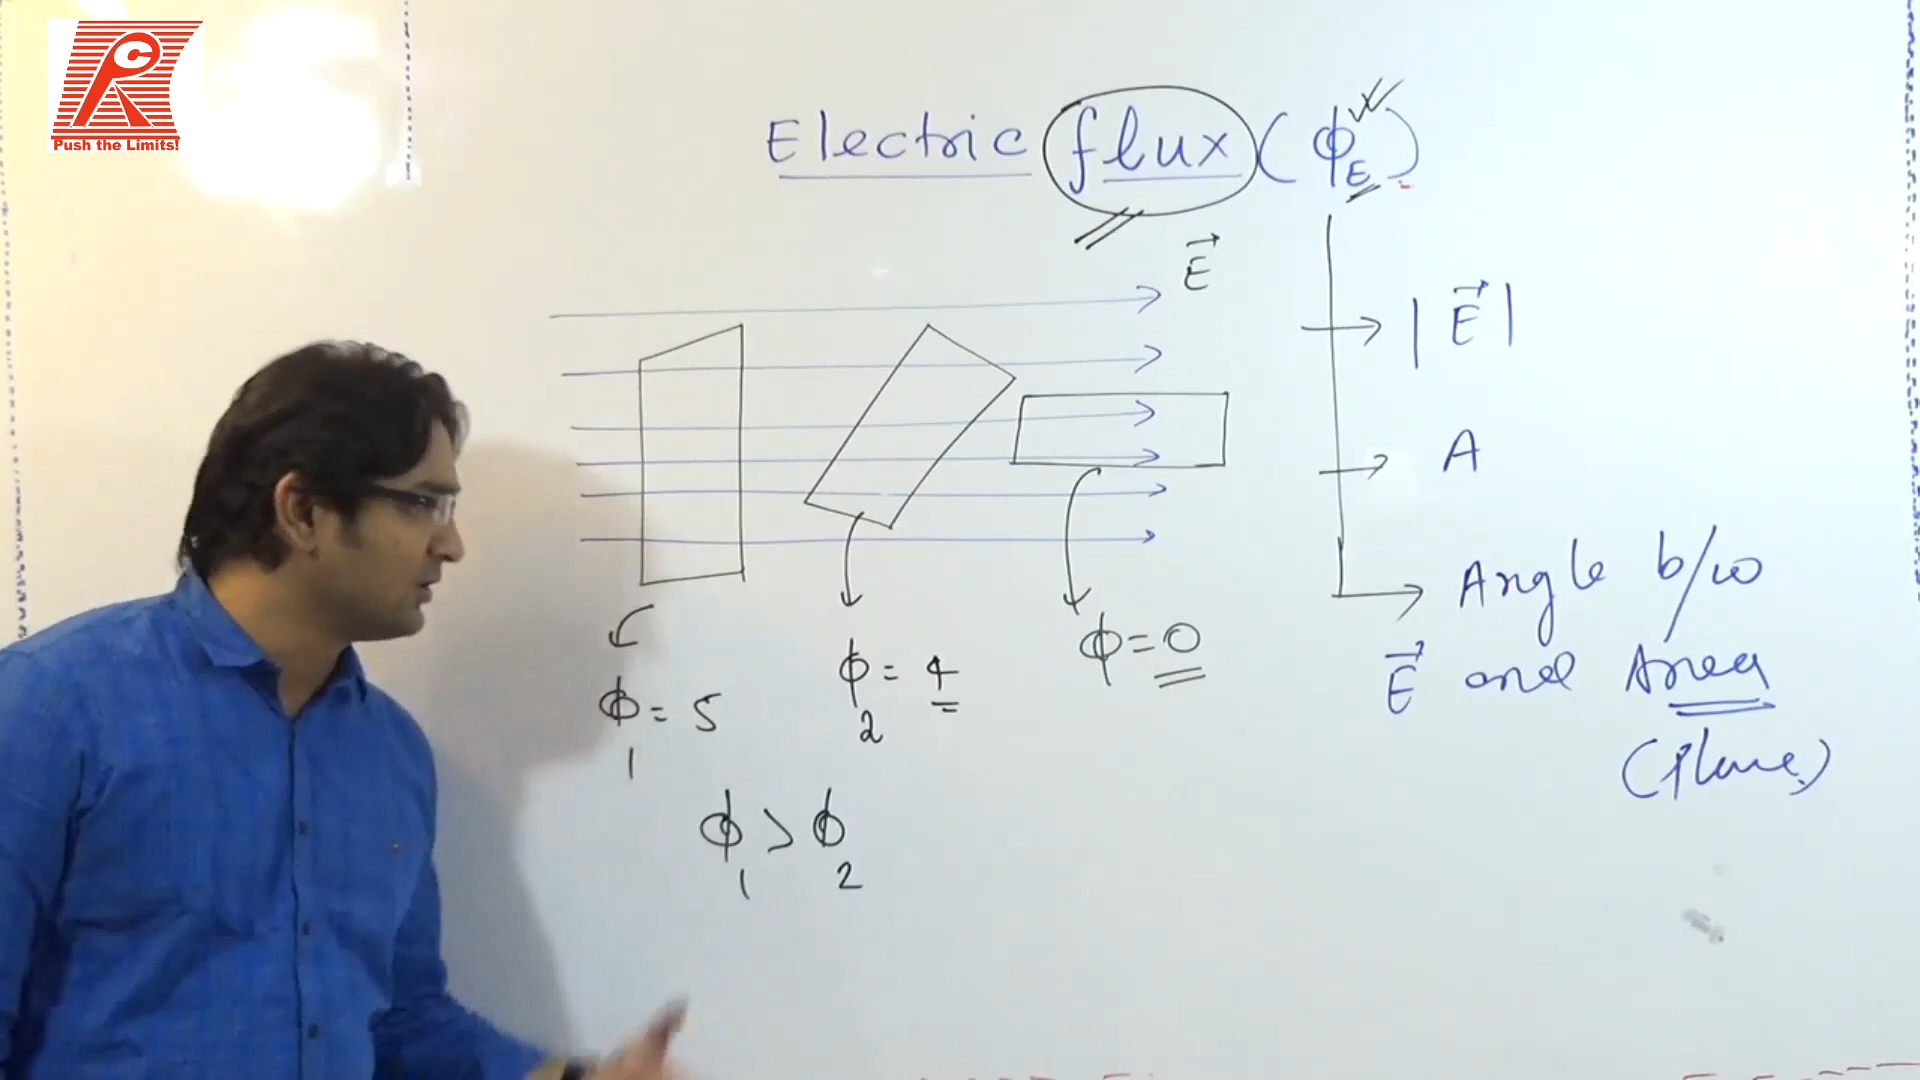 Push the Limits!
Electric flux (ϕE)
E⃗
|E⃗|
A
Angle b/w
E⃗ and Area
(Plane)
ϕ1 = 5
ϕ2 = 4
ϕ = 0
ϕ1 > ϕ2